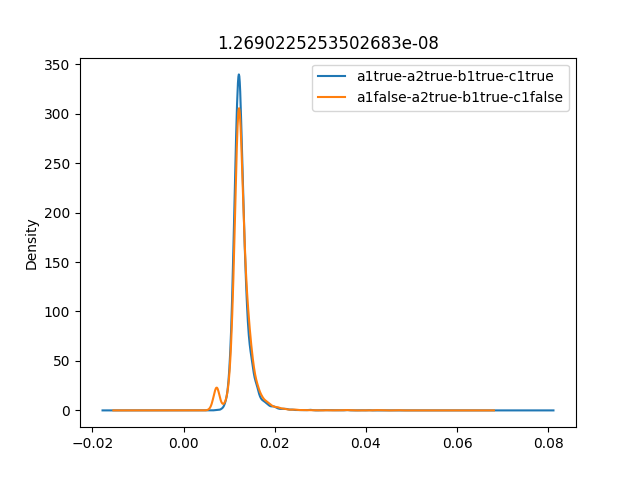 1.2690225253502683e-08
a1true-a2true-b1true-c1true
a1false-a2true-b1true-c1false
Density
350
300
250
200
150
100
50
0
−0.02 0.00 0.02 0.04 0.06 0.08